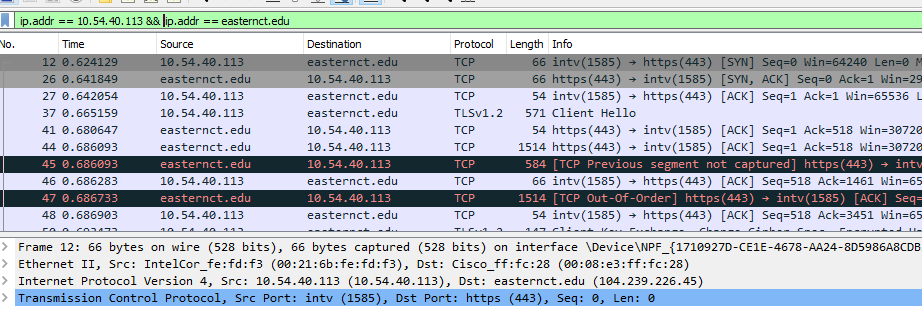 ip.addr == 10.54.40.113 && ip.addr == easternct.edu
No. Time Source Destination Protocol Length Info
12 0.624129 10.54.40.113 easternct.edu TCP 66 intv(1585) → https(443) [SYN] Seq=0 Win=64240 Len=0 M
26 0.641849 easternct.edu 10.54.40.113 TCP 66 https(443) → intv(1585) [SYN, ACK] Seq=0 Ack=1 Win=29
27 0.642054 10.54.40.113 easternct.edu TCP 54 intv(1585) → https(443) [ACK] Seq=1 Ack=1 Win=65536
37 0.665159 10.54.40.113 easternct.edu TLSv1.2 571 Client Hello
41 0.680647 easternct.edu 10.54.40.113 TCP 54 https(443) → intv(1585) [ACK] Seq=1 Ack=518 Win=30720
44 0.686093 easternct.edu 10.54.40.113 TCP 1514 https(443) → intv(1585) [ACK] Seq=1 Ack=518 Win=30720
45 0.686093 easternct.edu 10.54.40.113 TCP 584 [TCP Previous segment not captured] https(443) → intv
46 0.686283 10.54.40.113 easternct.edu TCP 66 intv(1585) → https(443) [ACK] Seq=518 Ack=1461 Win=65
47 0.686733 easternct.edu 10.54.40.113 TCP 1514 [TCP Out-Of-Order] https(443) → intv(1585) [ACK] Seq=
48 0.686903 10.54.40.113 easternct.edu TCP 54 intv(1585) → https(443) [ACK] Seq=518 Ack=3451 Win=65
Frame 12: 66 bytes on wire (528 bits), 66 bytes captured (528 bits) on interface \Device\NPF_{1710927D-CE1E-4678-AA24-8D5986A8CDB
Ethernet II, Src: IntelCor_fe:fd:f3 (00:21:6b:fe:fd:f3), Dst: Cisco_ff:fc:28 (00:08:e3:ff:fc:28)
Internet Protocol Version 4, Src: 10.54.40.113 (10.54.40.113), Dst: easternct.edu (104.239.226.45)
Transmission Control Protocol, Src Port: intv (1585), Dst Port: https (443), Seq: 0, Len: 0